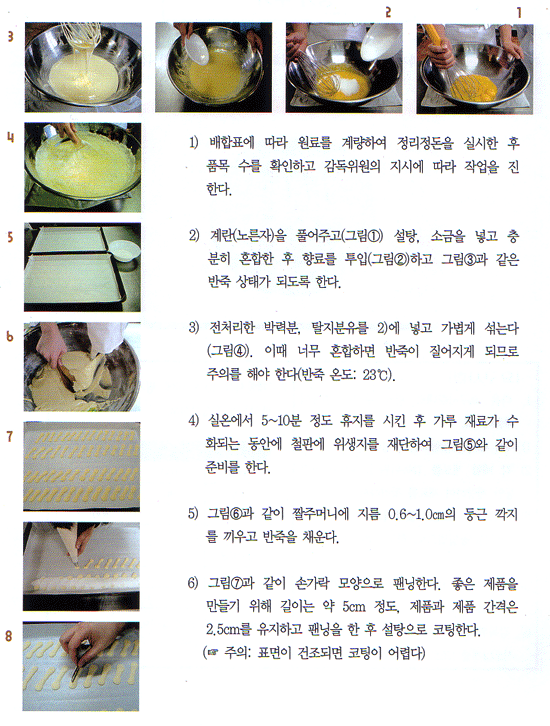 2 1
3
4
5
6
7
8
1) 배합표에 따라 원료를 계량하여 정리정돈을 실시한 후
품목 수를 확인하고 감독위원의 지시에 따라 작업을 진
한다.
2) 계란(노른자)을 풀어주고(그림①) 설탕, 소금을 넣고 충
분히 혼합한 후 향료를 투입(그림②)하고 그림③과 같은
반죽 상태가 되도록 한다.
3) 전처리한 박력분, 탈지분유를 2)에 넣고 가볍게 섞는다
(그림④). 이때 너무 혼합하면 반죽이 질어지게 되므로
주의를 해야 한다(반죽 온도: 23℃).
4) 실온에서 5~10분 정도 휴지를 시킨 후 가루 재료가 수
화되는 동안에 철판에 위생지를 재단하여 그림⑤와 같이
준비를 한다.
5) 그림⑥과 같이 짤주머니에 지름 0.6~1.0cm의 둥근 깍지
를 끼우고 반죽을 채운다.
6) 그림⑦과 같이 손가락 모양으로 팬닝한다. 좋은 제품을
만들기 위해 길이는 약 5cm 정도, 제품과 제품 간격은
2.5cm를 유지하고 팬닝을 한 후 설탕으로 코팅한다.
(☞ 주의: 표면이 건조되면 코팅이 어렵다)